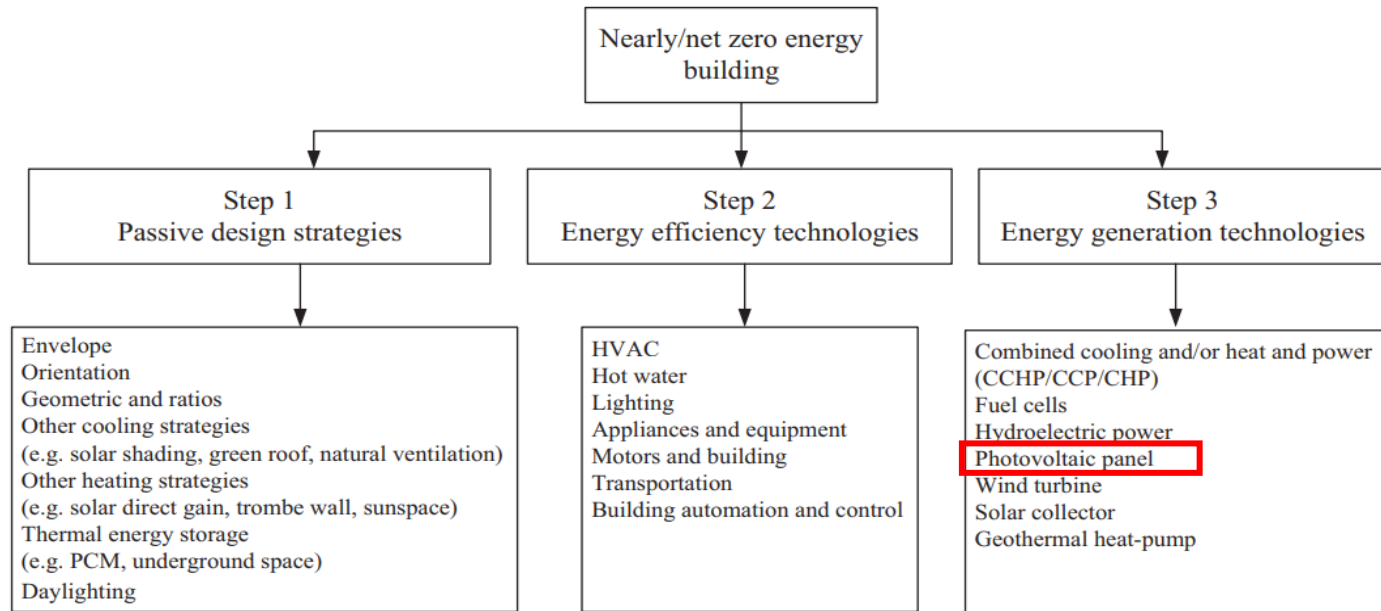 Nearly/net zero energy
building
Step 1
Passive design strategies
Step 2
Energy efficiency technologies
Step 3
Energy generation technologies
Envelope
Orientation
Geometric and ratios
Other cooling strategies
(e.g. solar shading, green roof, natural ventilation)
Other heating strategies
(e.g. solar direct gain, trombe wall, sunspace)
Thermal energy storage
(e.g. PCM, underground space)
Daylighting
HVAC
Hot water
Lighting
Appliances and equipment
Motors and building
Transportation
Building automation and control
Combined cooling and/or heat and power
(CCHP/CCP/CHP)
Fuel cells
Hydroelectric power
Photovoltaic panel
Wind turbine
Solar collector
Geothermal heat-pump